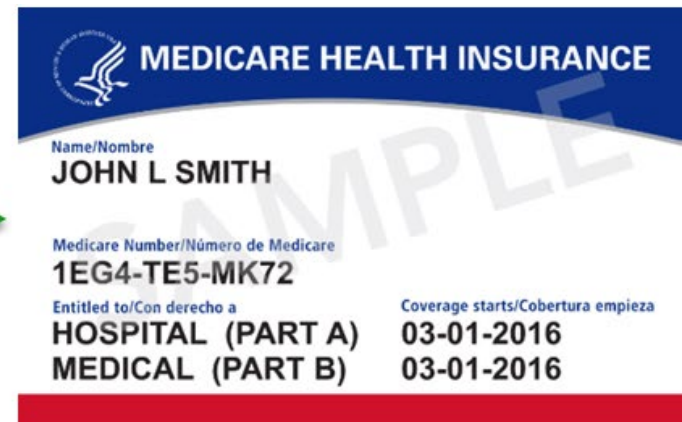 MEDICARE HEALTH INSURANCE
Name/Nombre
JOHN L SMITH
Medicare Number/Número de Medicare
1EG4-TE5-MK72
Entitled to/Con derecho a Coverage starts/Cobertura empieza
HOSPITAL (PART A) 03-01-2016
MEDICAL (PART B) 03-01-2016
SAMPLE